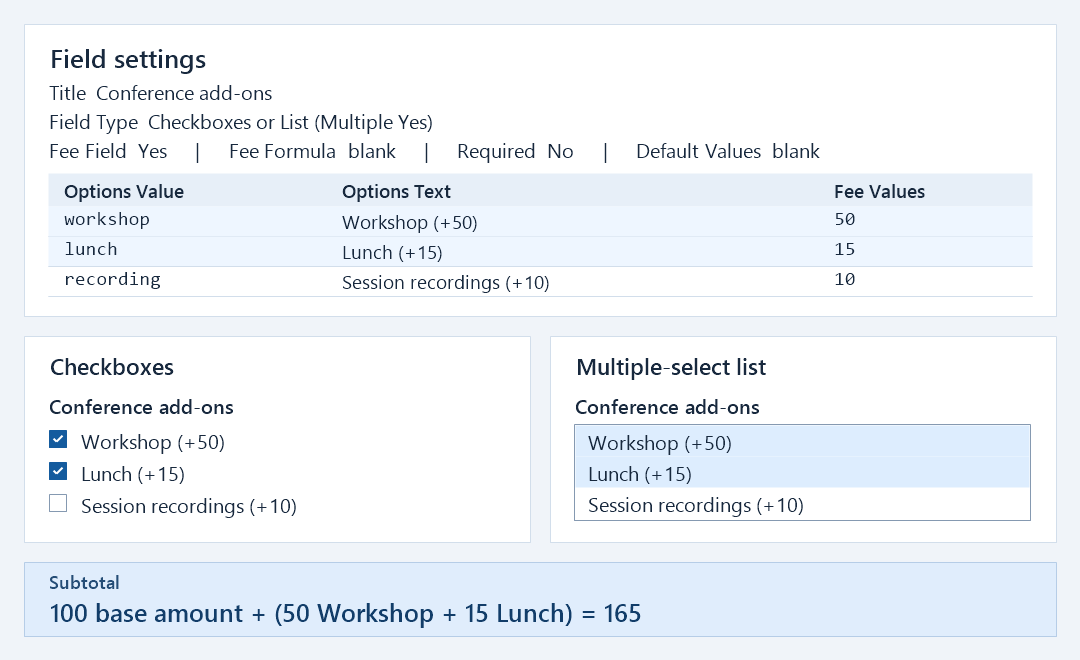 Field settings
Title Conference add-ons
Field Type Checkboxes or List (Multiple Yes)
Fee Field Yes | Fee Formula blank | Required No | Default Values blank
Options Value Options Text Fee Values
workshop Workshop (+50) 50
lunch Lunch (+15) 15
recording Session recordings (+10) 10
Checkboxes
Conference add-ons
Workshop (+50)
Lunch (+15)
Session recordings (+10)
Multiple-select list
Conference add-ons
Workshop (+50)
Lunch (+15)
Session recordings (+10)
Subtotal
100 base amount + (50 Workshop + 15 Lunch) = 165